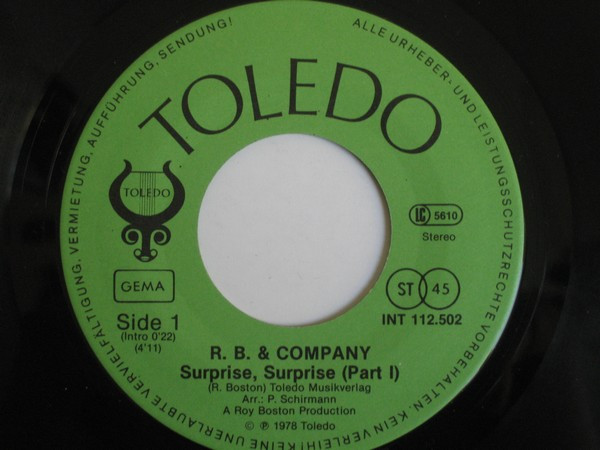 ALLE URHEBER- UND LEISTUNGSSCHUTZRECHTE VORBEHALTEN. KEIN VERLEIH! KEINE UNERLAUBTE VERVIELFÄLTIGUNG, VERMIETUNG, AUFFÜHRUNG, SENDUNG!
TOLEDO
TOLEDO
LC 5610
Stereo
GEMA
ST 45
INT 112.502
Side 1
(Intro 0'22)
(4'11)
R. B. & COMPANY
Surprise, Surprise (Part I)
(R. Boston) Toledo Musikverlag
Arr.: P. Schirmann
A Roy Boston Production
© ℗ 1978 Toledo